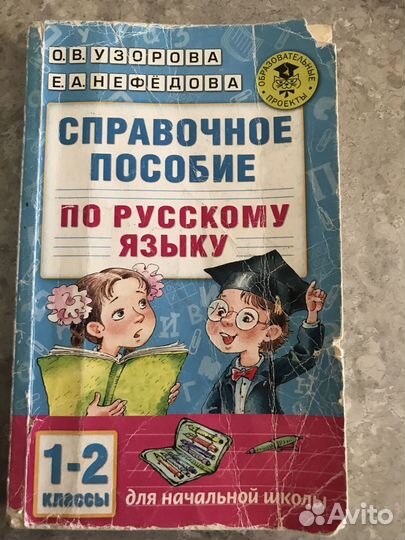 О.В. УЗОРОВА
Е.А. НЕФЁДОВА
ОБРАЗОВАТЕЛЬНЫЕ ПРОЕКТЫ
СПРАВОЧНОЕ
ПОСОБИЕ
ПО РУССКОМУ
ЯЗЫКУ
1-2
КЛАССЫ
для начальной школы
Avito